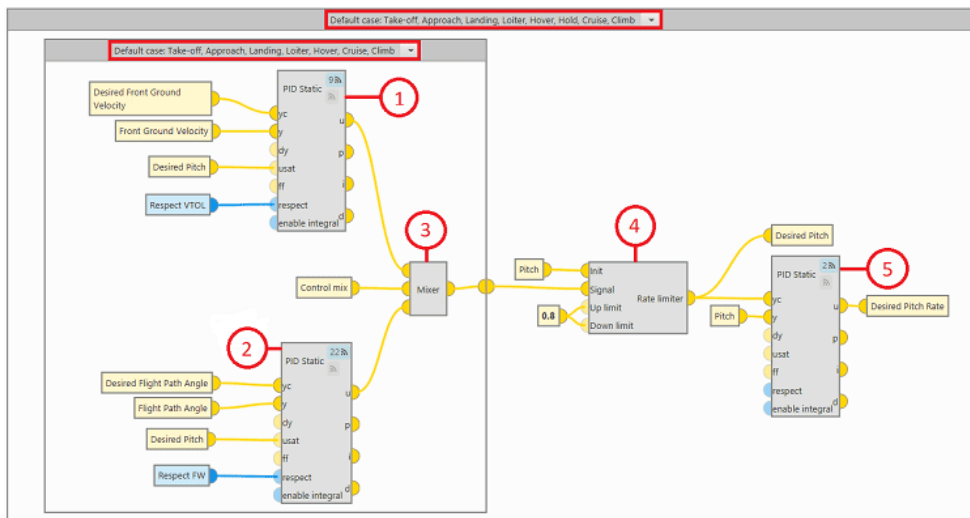 Default case: Take-off, Approach, Landing, Loiter, Hover, Hold, Cruise, Climb
Default case: Take-off, Approach, Landing, Loiter, Hover, Cruise, Climb
Desired Front Ground
Velocity
Front Ground Velocity
Desired Pitch
Respect VTOL
9
PID Static
yc
y
dy
usat
ff
respect
enable integral
u
p
i
d
1
Control mix
3
Mixer
2
Desired Flight Path Angle
Flight Path Angle
Desired Pitch
Respect FW
22
PID Static
yc
y
dy
usat
ff
respect
enable integral
u
p
i
d
4
Pitch
0.8
Init
Signal
Up limit
Down limit
Rate limiter
Desired Pitch
Pitch
5
2
PID Static
yc
y
dy
usat
ff
respect
enable integral
u
p
i
d
Desired Pitch Rate